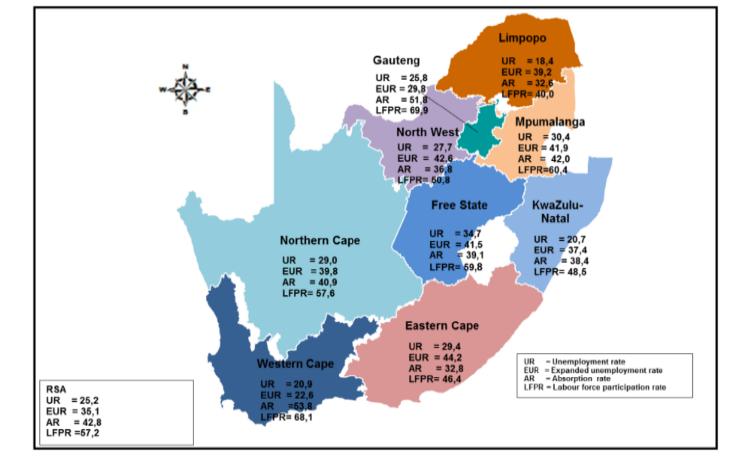 Limpopo
UR = 18,4
EUR = 39,2
AR = 32,6
LFPR= 40,0
Gauteng
UR = 25,8
EUR = 29,8
AR = 51,8
LFPR= 69,9
North West
UR = 27,7
EUR = 42,6
AR = 36,8
LFPR= 50,8
Mpumalanga
UR = 30,4
EUR = 41,9
AR = 42,0
LFPR=60,4
Free State
UR = 34,7
EUR = 41,5
AR = 39,1
LFPR= 59,8
KwaZulu-
Natal
UR = 20,7
EUR = 37,4
AR = 38,4
LFPR = 48,5
Northern Cape
UR = 29,0
EUR = 39,8
AR = 40,9
LFPR= 57,6
Eastern Cape
UR = 29,4
EUR = 44,2
AR = 32,8
LFPR = 46,4
Western Cape
UR = 20,9
EUR = 22,6
AR =53,8
LFPR= 68,1
RSA
UR = 25,2
EUR = 35,1
AR = 42,8
LFPR =57,2
UR = Unemployment rate
EUR = Expanded unemployment rate
AR = Absorption rate
LFPR = Labour force participation rate
N
W E
S